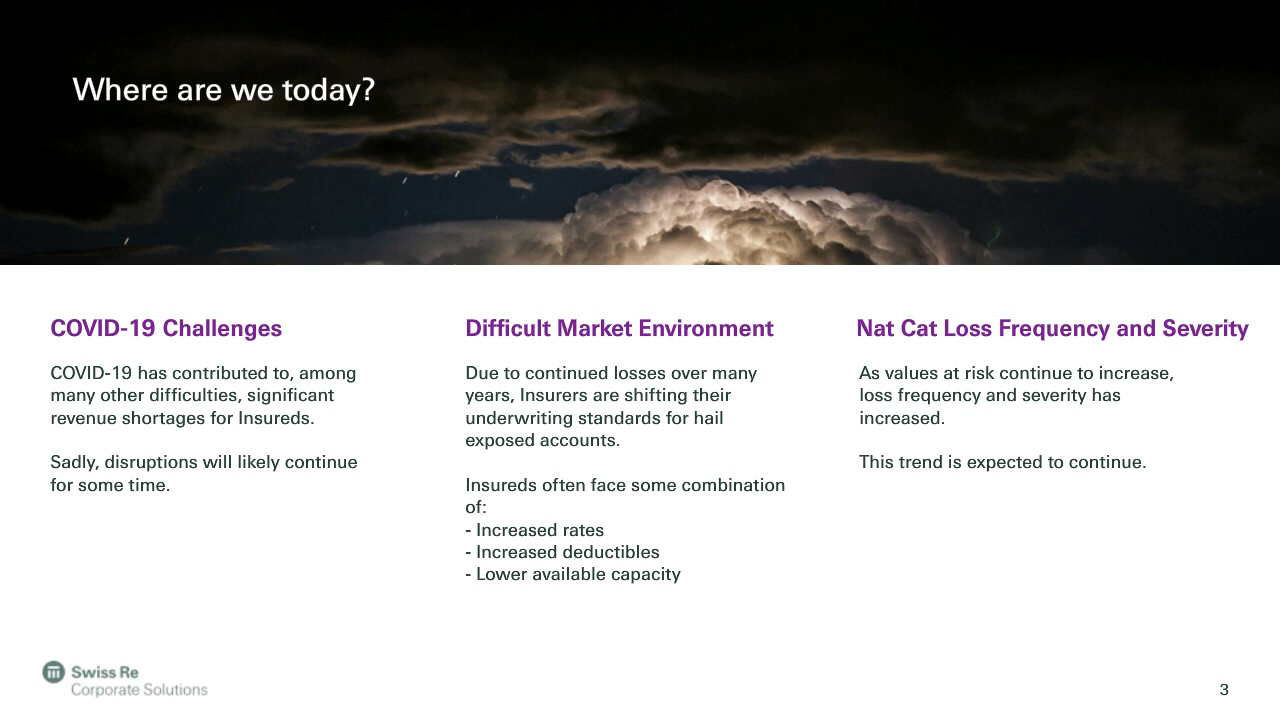 Where are we today?
COVID-19 Challenges
COVID-19 has contributed to, among
many other difficulties, significant
revenue shortages for Insureds.
Sadly, disruptions will likely continue
for some time.
Difficult Market Environment
Due to continued losses over many
years, Insurers are shifting their
underwriting standards for hail
exposed accounts.
Insureds often face some combination
of:
- Increased rates
- Increased deductibles
- Lower available capacity
Nat Cat Loss Frequency and Severity
As values at risk continue to increase,
loss frequency and severity has
increased.
This trend is expected to continue.
Swiss Re
Corporate Solutions
3